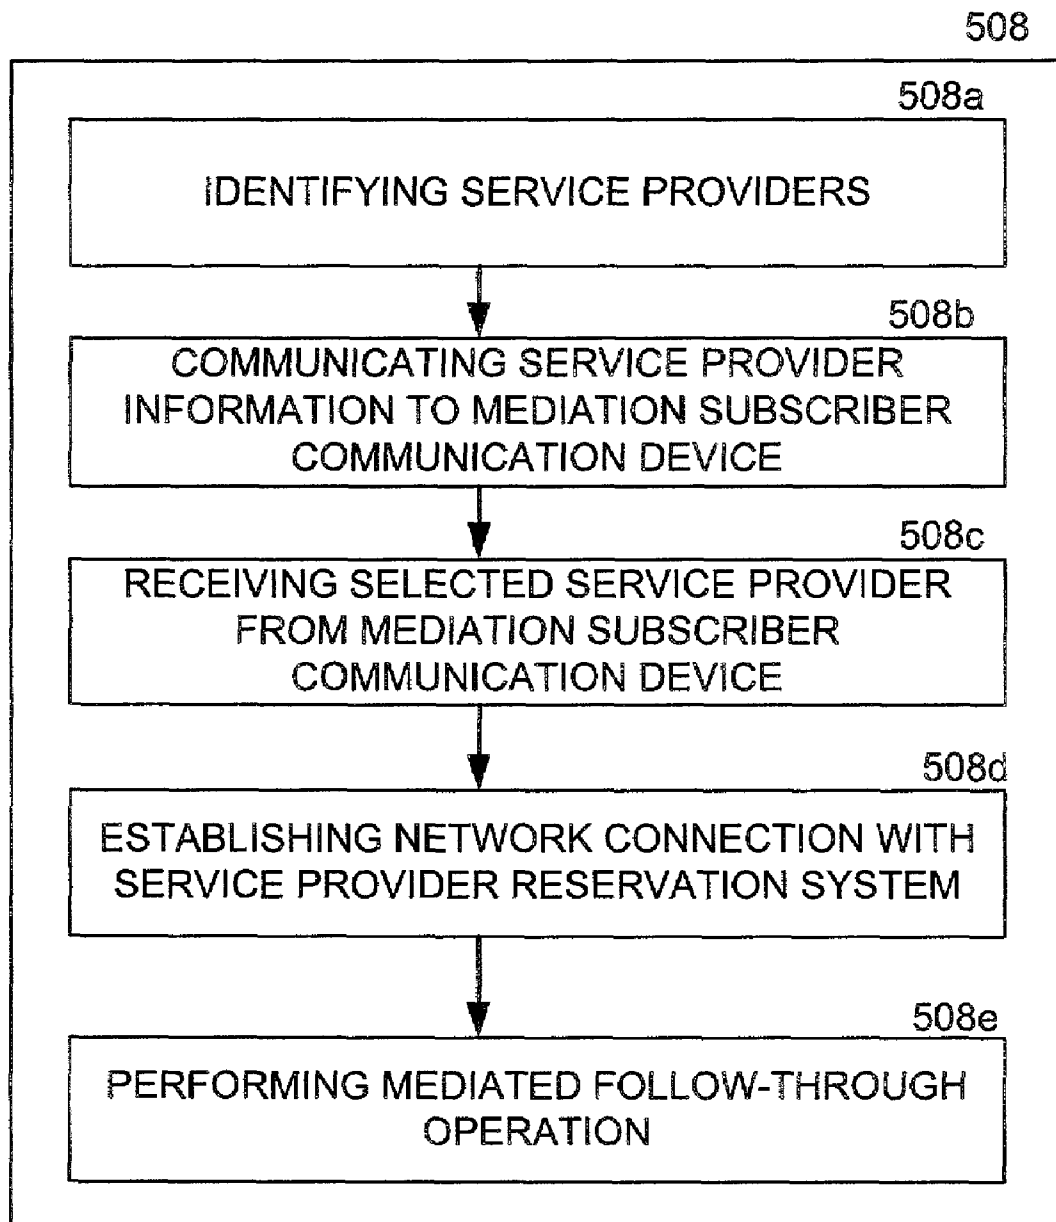 508
508a
IDENTIFYING SERVICE PROVIDERS
508b
COMMUNICATING SERVICE PROVIDER
INFORMATION TO MEDIATION SUBSCRIBER
COMMUNICATION DEVICE
508c
RECEIVING SELECTED SERVICE PROVIDER
FROM MEDIATION SUBSCRIBER
COMMUNICATION DEVICE
508d
ESTABLISHING NETWORK CONNECTION WITH
SERVICE PROVIDER RESERVATION SYSTEM
508e
PERFORMING MEDIATED FOLLOW-THROUGH
OPERATION